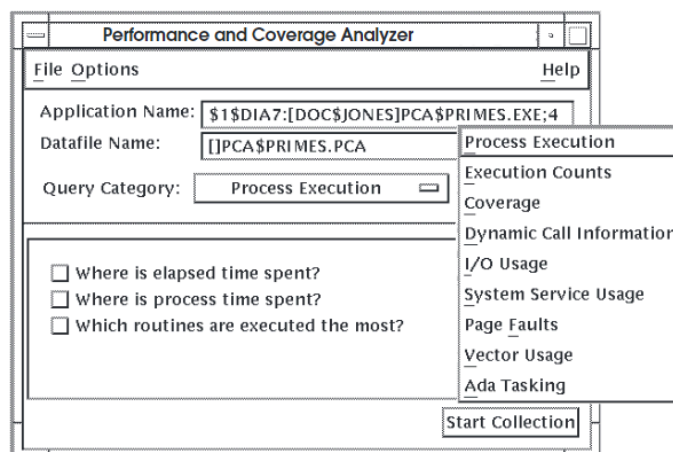 Performance and Coverage Analyzer
File Options Help
Application Name: $1$DIA7:[DOC$JONES]PCA$PRIMES.EXE;4
Datafile Name: []PCA$PRIMES.PCA
Query Category: Process Execution
Process Execution
Execution Counts
Coverage
Dynamic Call Information
I/O Usage
System Service Usage
Page Faults
Vector Usage
Ada Tasking
Where is elapsed time spent?
Where is process time spent?
Which routines are executed the most?
Start Collection